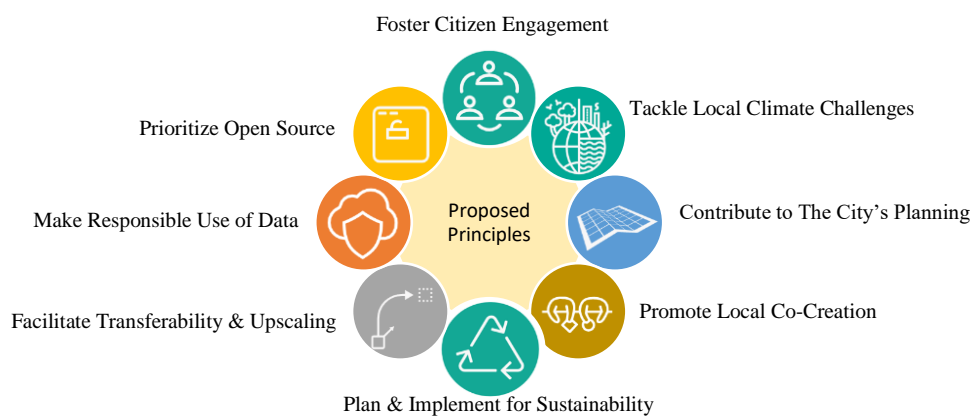 Foster Citizen Engagement
Tackle Local Climate Challenges
Prioritize Open Source
Make Responsible Use of Data
Proposed
Principles
Contribute to The City's Planning
Facilitate Transferability & Upscaling
Promote Local Co-Creation
Plan & Implement for Sustainability